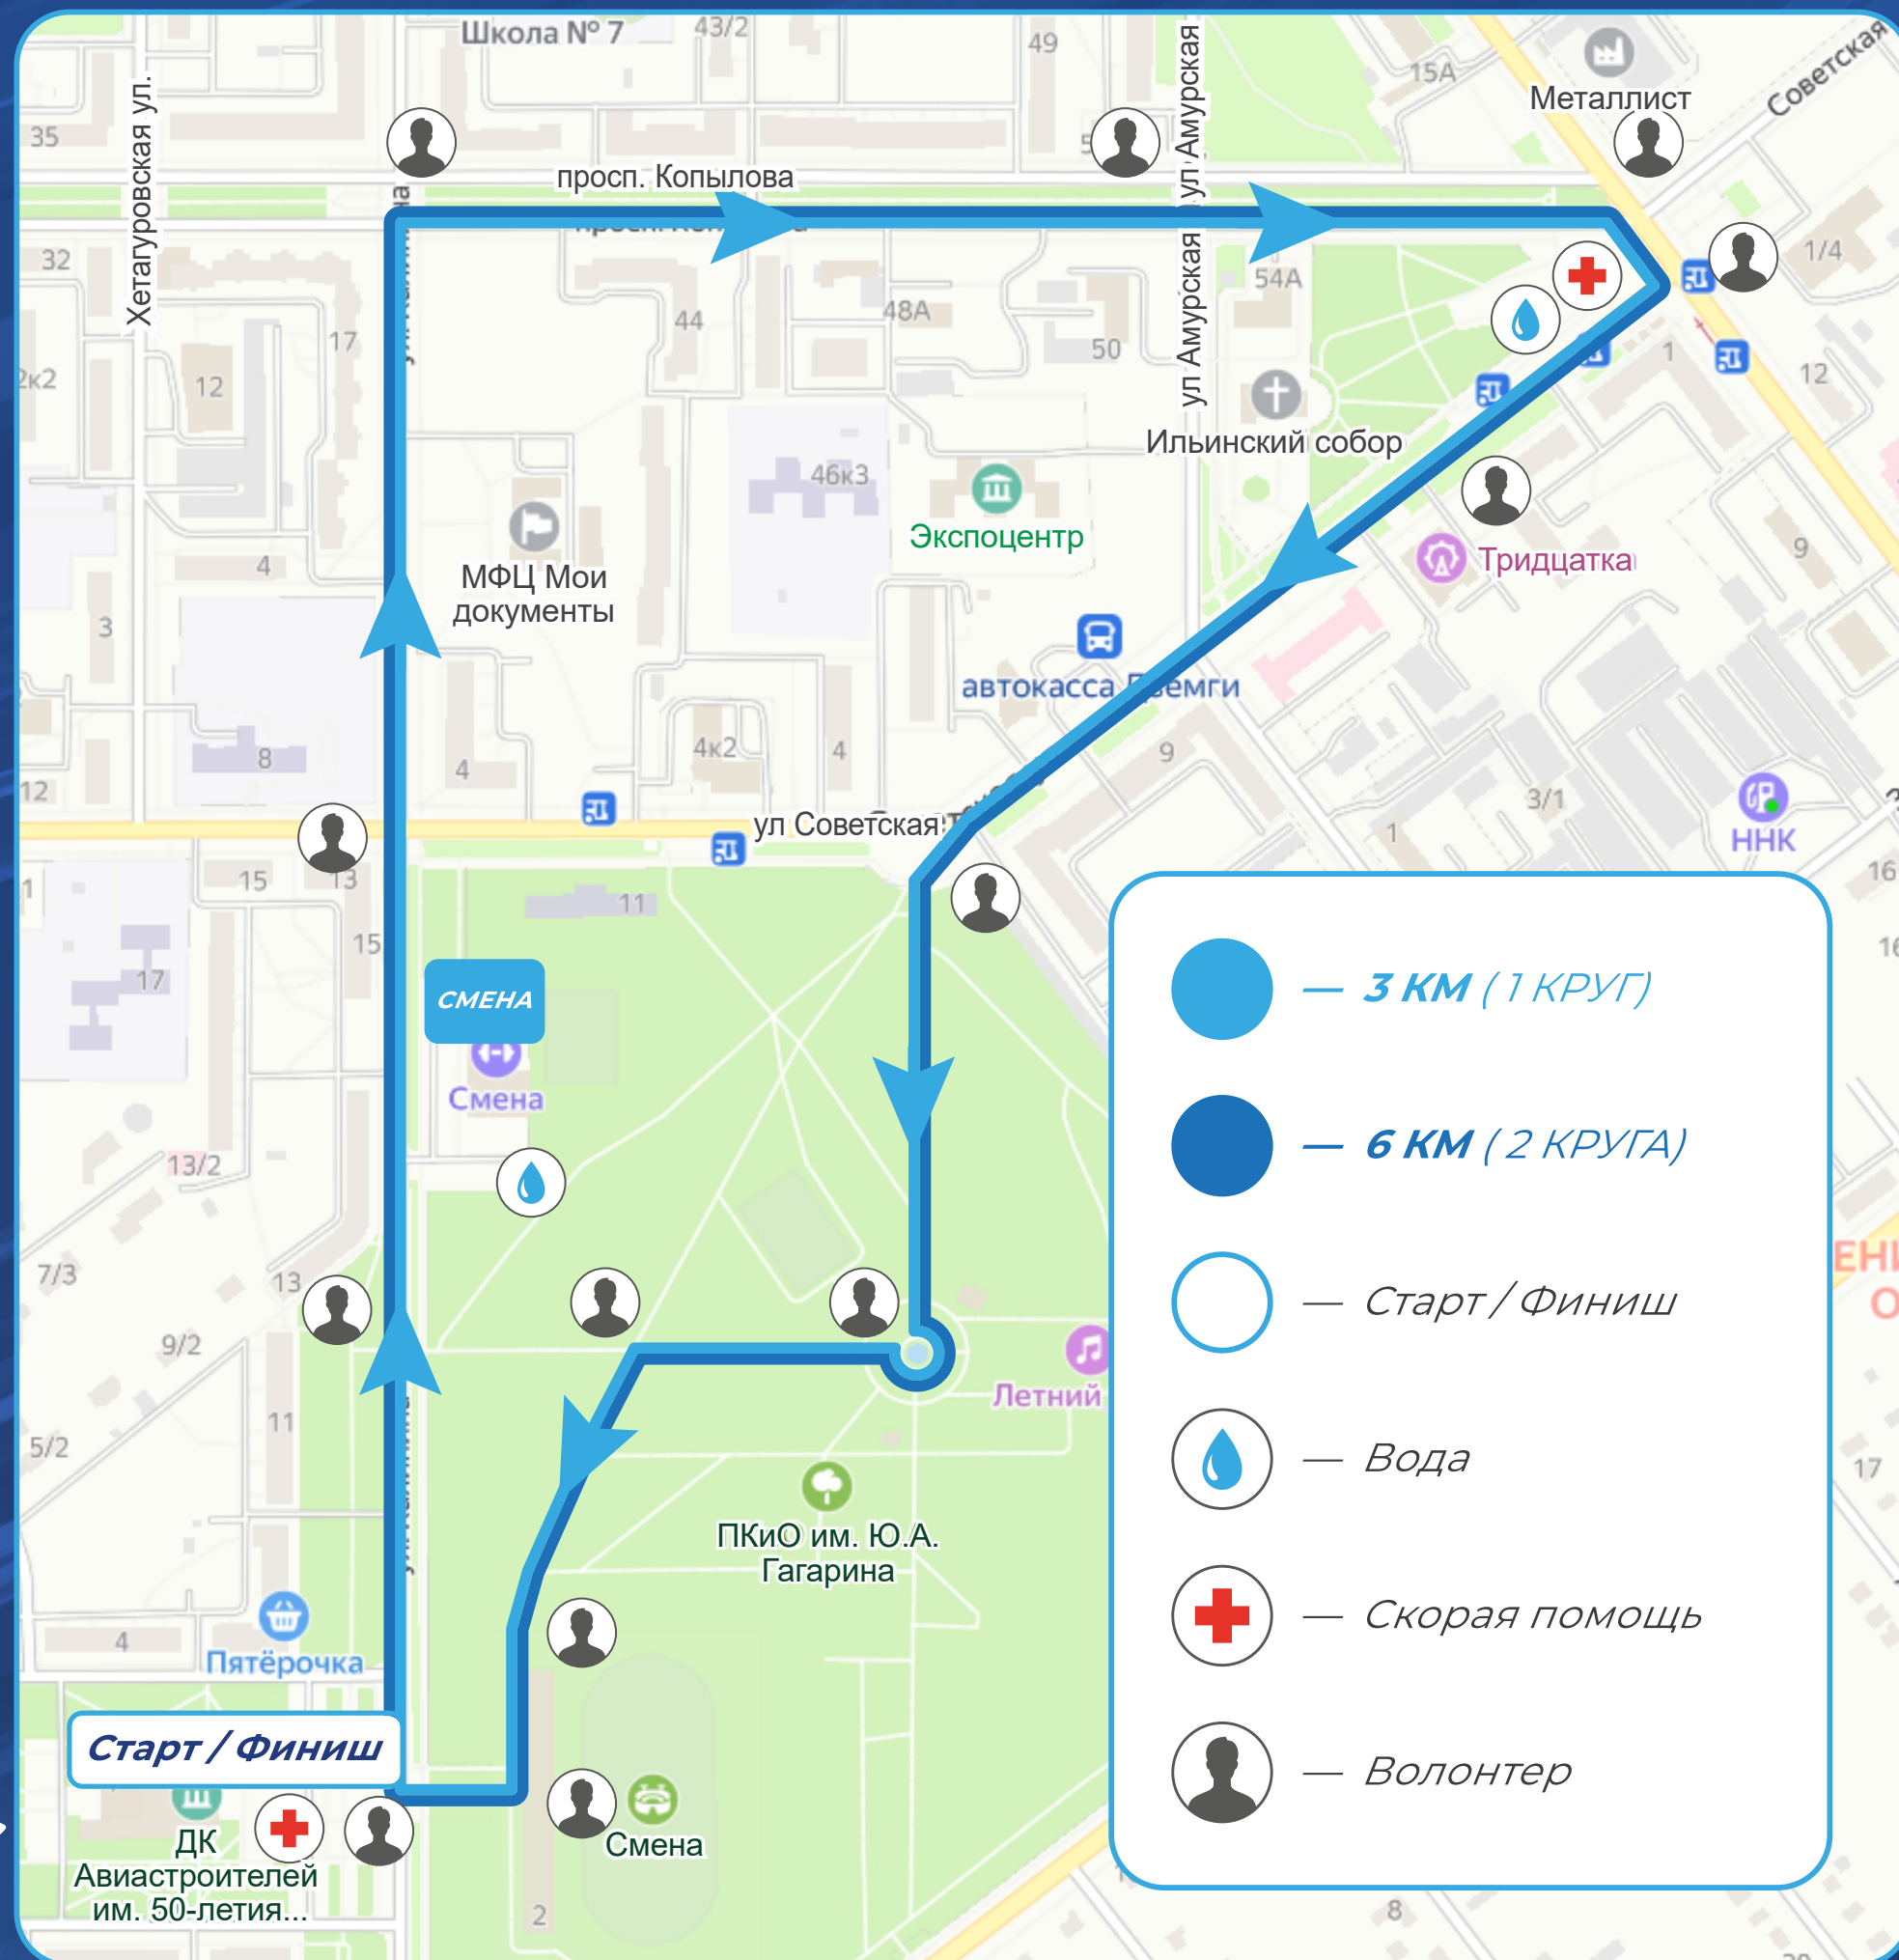 Школа № 7
43/2
49
15А
Советская
Металлист
35
Хетагуровская ул.
ул Амурская
просп. Копылова
32
17
12
44
48А
50
54А
ул Амурская
1/4
1
12
2к2
Ильинский собор
46к3
Экспоцентр
Тридцатка
9
МФЦ Мои
документы
4
3
автокасса Дземги
8
4
4к2
4
9
12
3/1
1
ННК
ул Советская
15
13
11
16
15
17
СМЕНА
Смена
13/2
7/3
13
9/2
11
5/2
Летний
ПКиО им. Ю.А.
Гагарина
4
Пятёрочка
Старт / Финиш
ДК
Авиастроителей
им. 50-летия...
Смена
2
— 3 КМ (1 КРУГ)
— 6 КМ (2 КРУГА)
— Старт / Финиш
— Вода
— Скорая помощь
— Волонтер
17
8